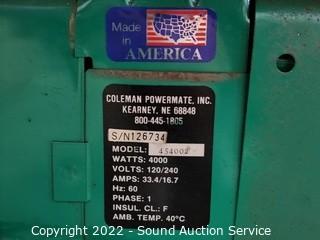 Made in
AMERICA
COLEMAN POWERMATE, INC.
KEARNEY, NE 68848
800-445-1805
S/N 126734
MODEL: 454002
WATTS: 4000
VOLTS: 120/240
AMPS: 33.4/16.7
Hz: 60
PHASE: 1
INSUL. CL.: F
AMB. TEMP. 40°C
Copyright © 2022 - Sound Auction Service